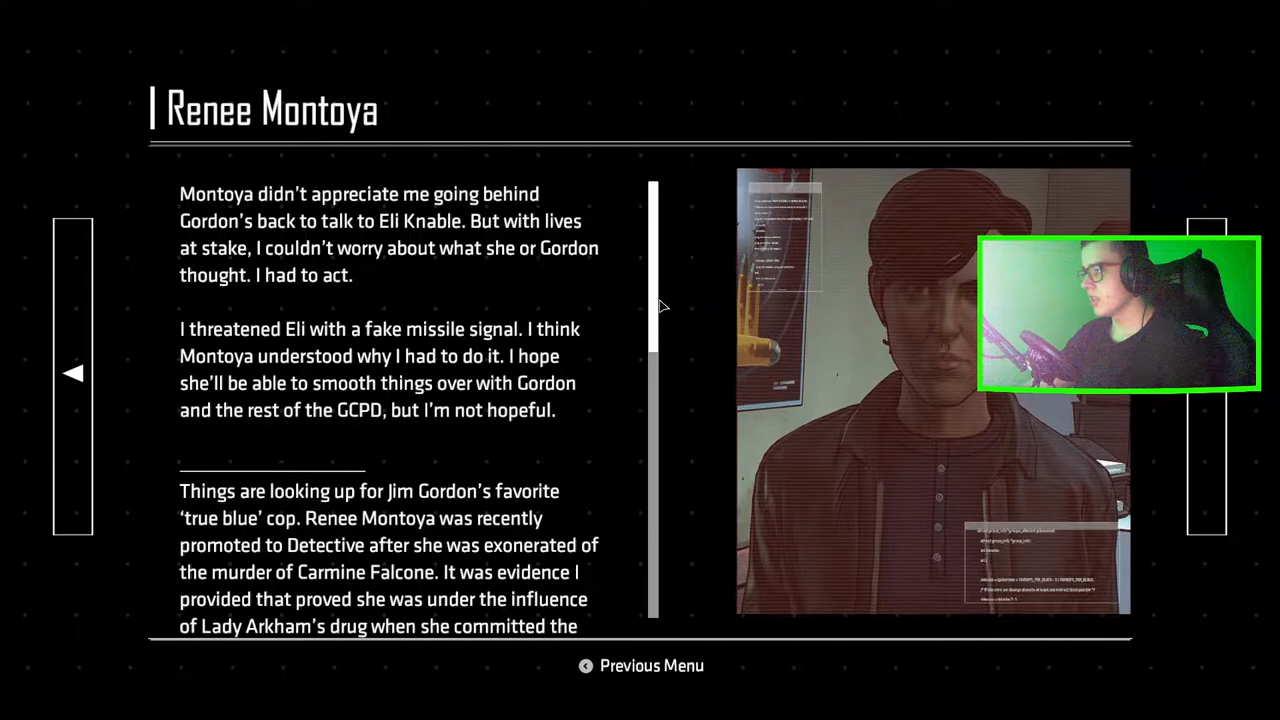 Renee Montoya
Montoya didn't appreciate me going behind
Gordon's back to talk to Eli Knable. But with lives
at stake, I couldn't worry about what she or Gordon
thought. I had to act.
I threatened Eli with a fake missile signal. I think
Montoya understood why I had to do it. I hope
she'll be able to smooth things over with Gordon
and the rest of the GCPD, but I'm not hopeful.
Things are looking up for Jim Gordon's favorite
'true blue' cop. Renee Montoya was recently
promoted to Detective after she was exonerated of
the murder of Carmine Falcone. It was evidence I
provided that proved she was under the influence
of Lady Arkham's drug when she committed the
Previous Menu